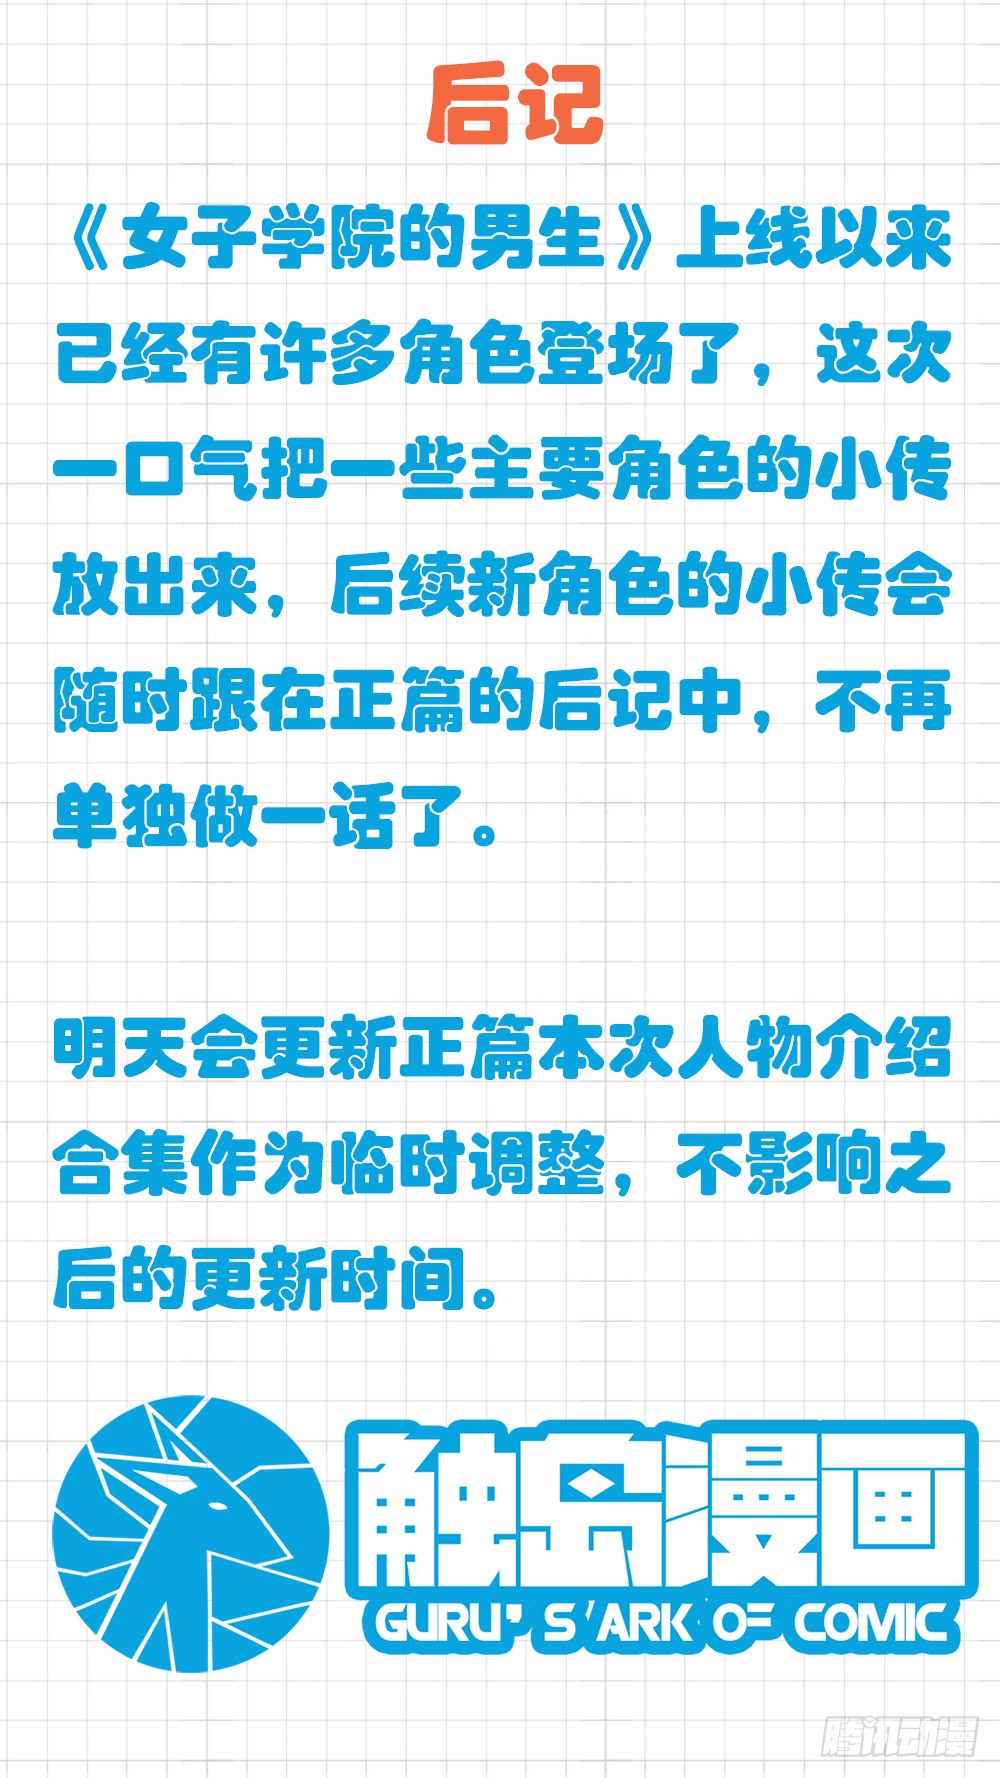 后记
《女子学院的男生》上线以来
已经有许多角色登场了，这次
一口气把一些主要角色的小传
放出来，后续新角色的小传会
随时跟在正篇的后记中，不再
单独做一话了。
明天会更新正篇本次人物介绍
合集作为临时调整，不影响之
后的更新时间。
触岛漫画
GURU'S ARK OF COMIC
腾讯动漫